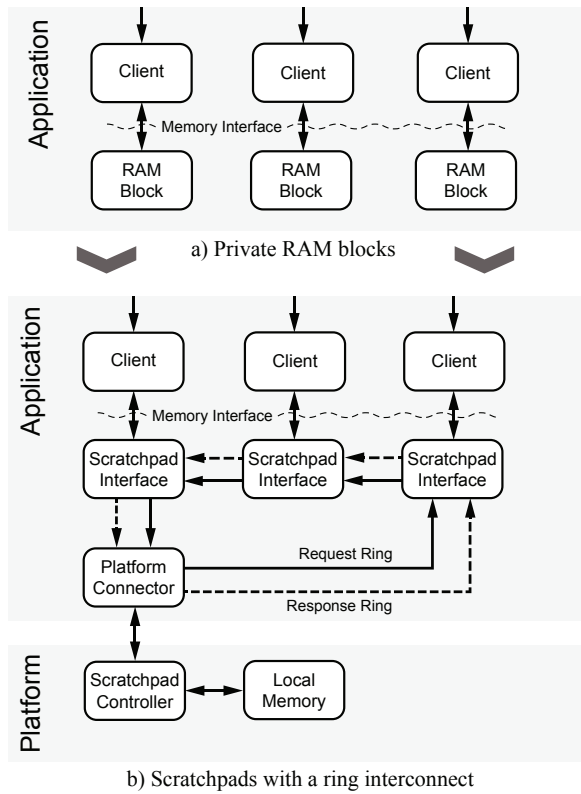 Application
Client
Client
Client
Memory Interface
RAM
Block
RAM
Block
RAM
Block
a) Private RAM blocks
Application
Client
Client
Client
Memory Interface
Scratchpad
Interface
Scratchpad
Interface
Scratchpad
Interface
Platform
Connector
Request Ring
Response Ring
Platform
Scratchpad
Controller
Local
Memory
b) Scratchpads with a ring interconnect